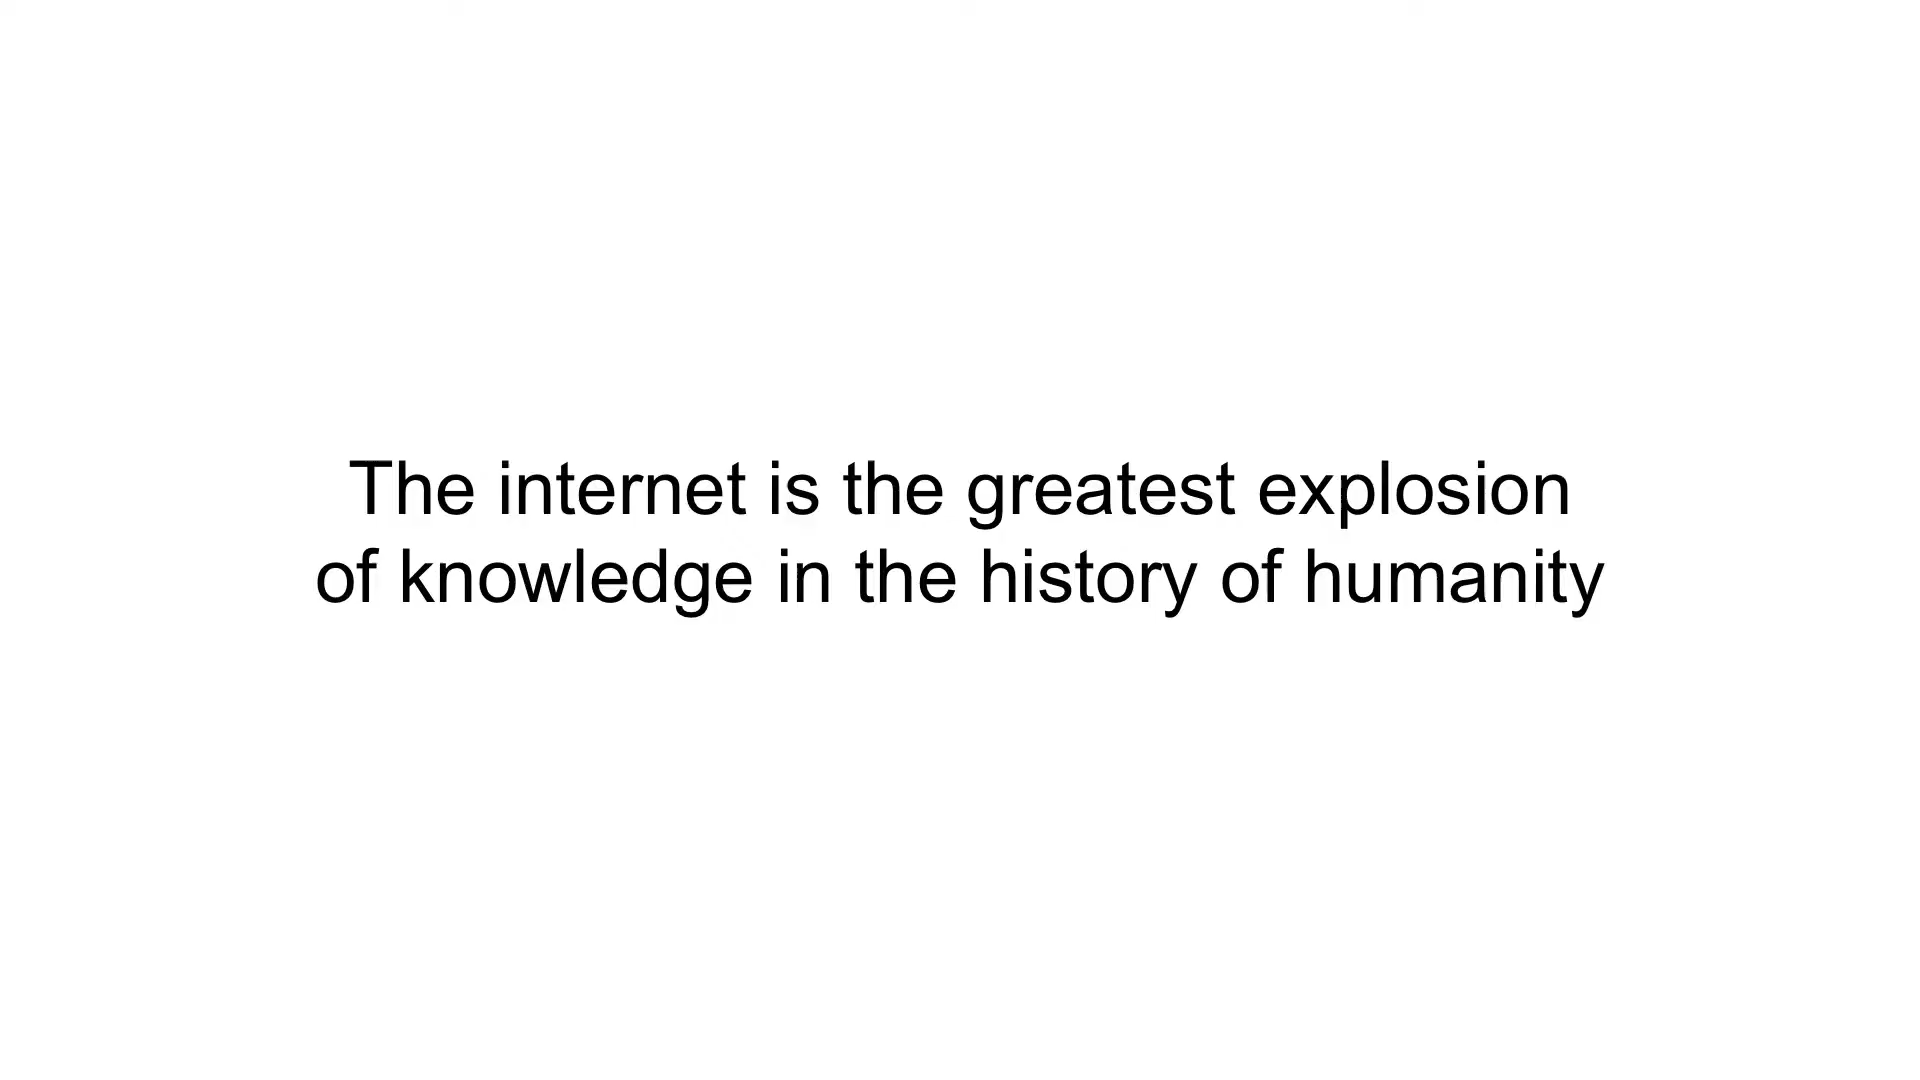 The internet is the greatest explosion
of knowledge in the history of humanity